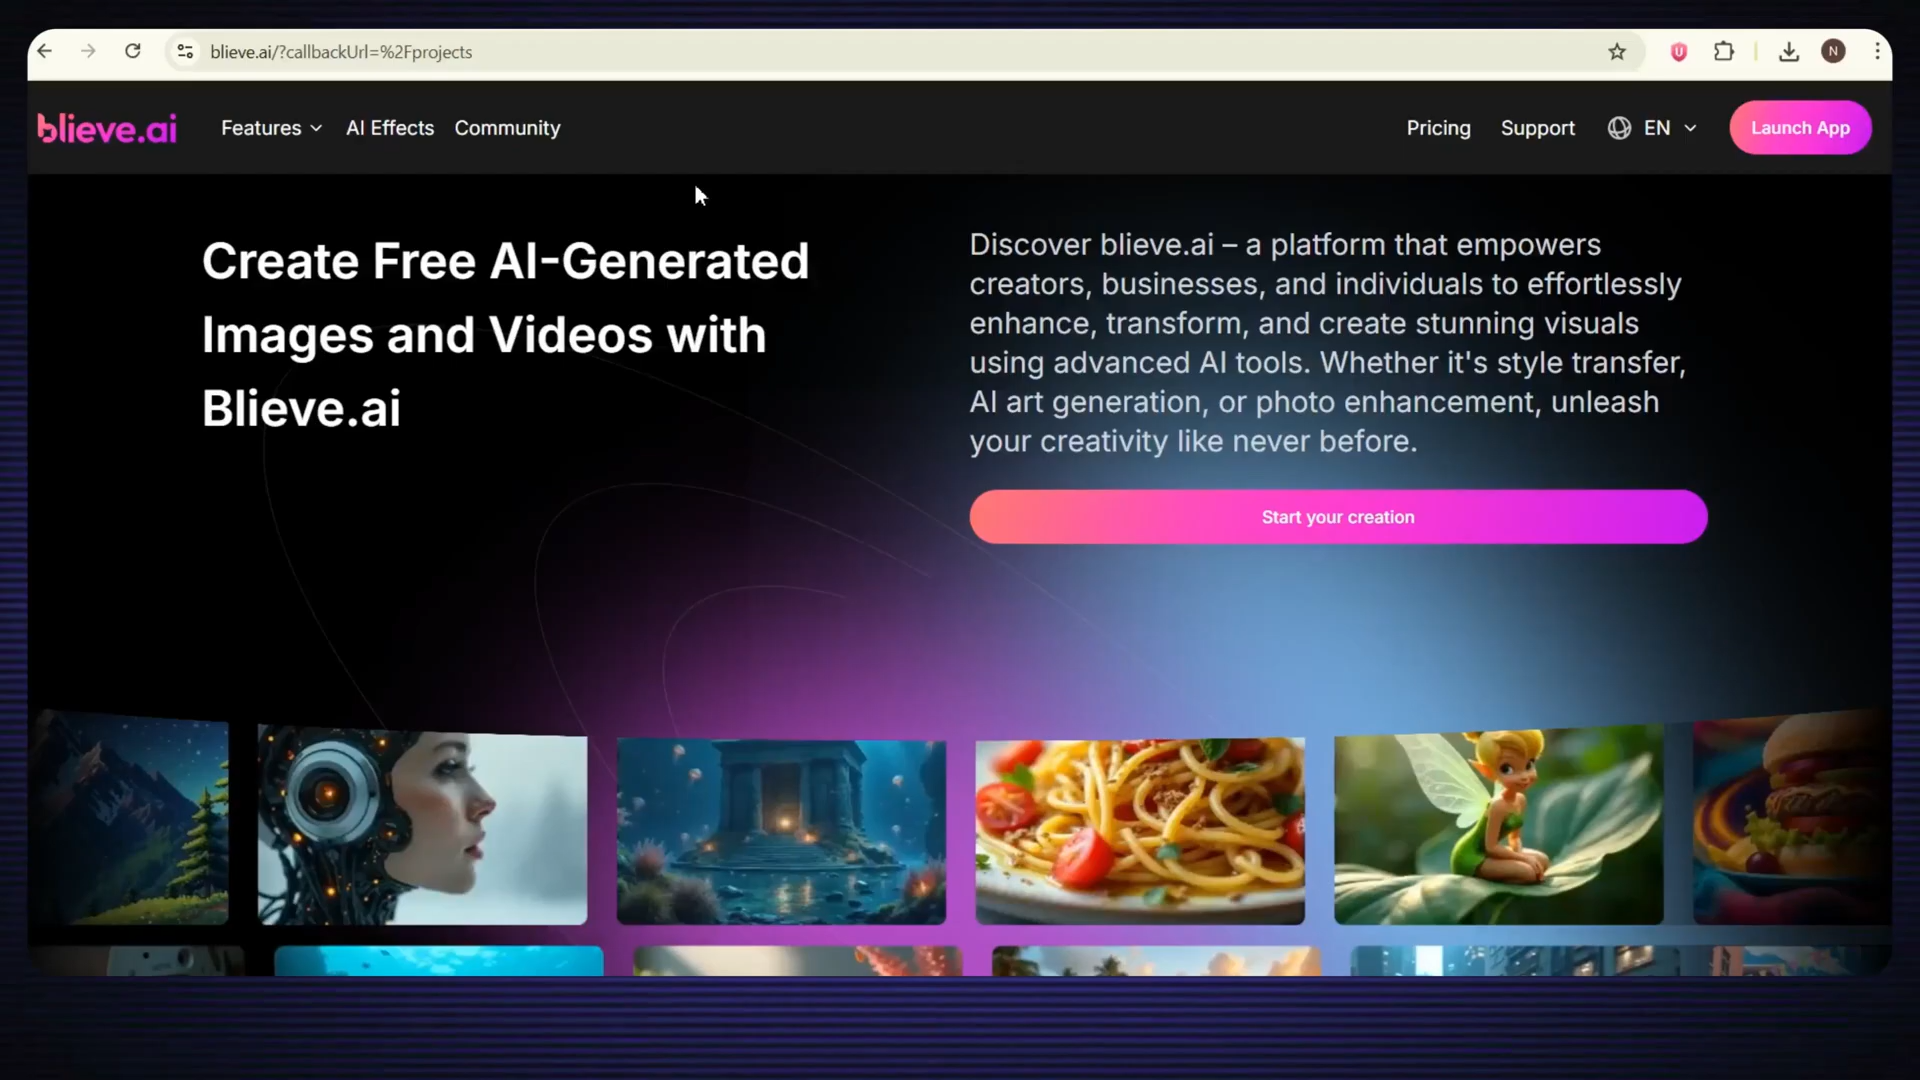 blieve.ai/?callbackUrl=%2Fprojects
N
blieve.ai
Features
AI Effects
Community
Pricing
Support
EN
Launch App
Create Free AI-Generated
Images and Videos with
Blieve.ai
Discover blieve.ai – a platform that empowers
creators, businesses, and individuals to effortlessly
enhance, transform, and create stunning visuals
using advanced AI tools. Whether it's style transfer,
AI art generation, or photo enhancement, unleash
your creativity like never before.
Start your creation